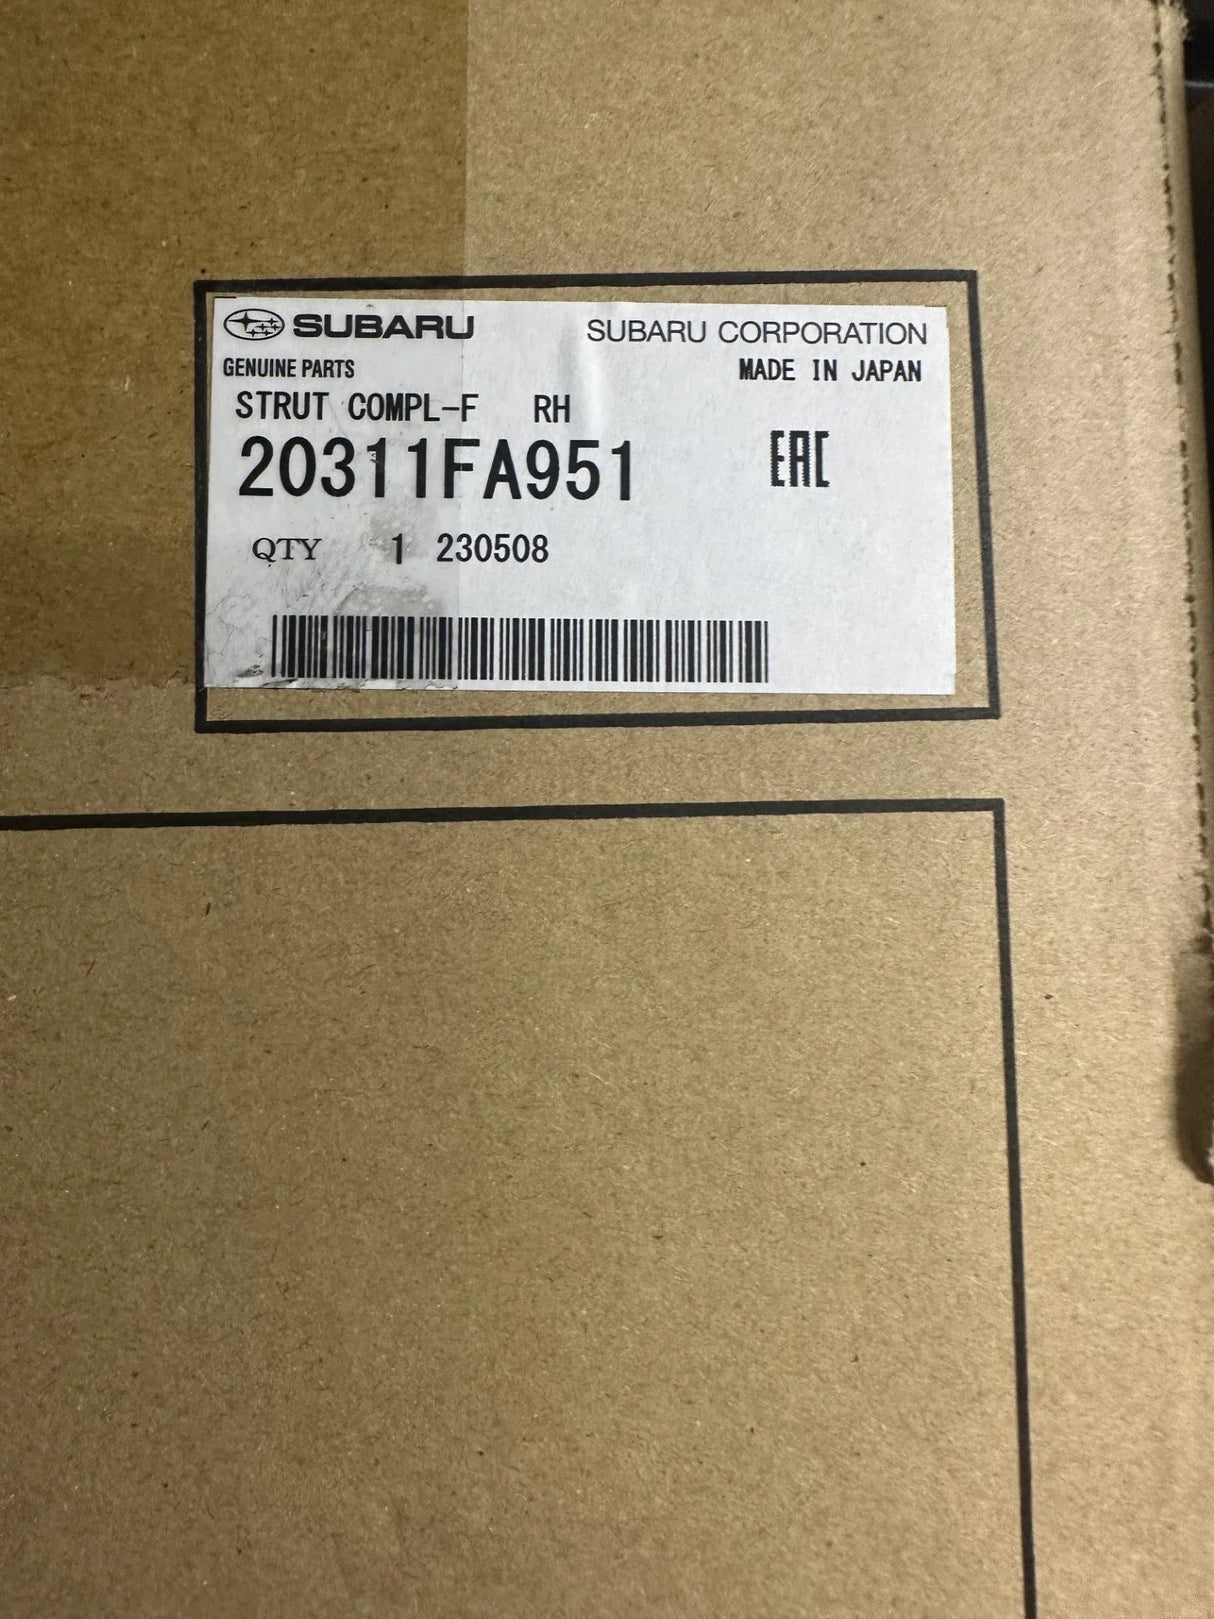 SUBARU SUBARU CORPORATION
GENUINE PARTS MADE IN JAPAN
STRUT COMPL-F RH
20311FA951 EAC
QTY 1 230508